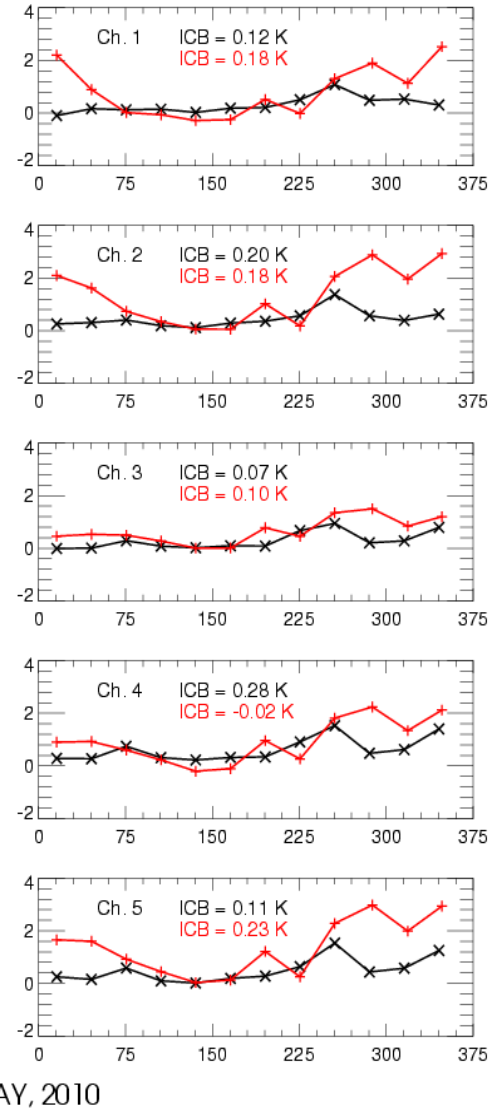 4
Ch. 1 ICB = 0.12 K
ICB = 0.18 K
2
0
-2
0 75 150 225 300 375
4
Ch. 2 ICB = 0.20 K
ICB = 0.18 K
2
0
-2
0 75 150 225 300 375
4
Ch. 3 ICB = 0.07 K
ICB = 0.10 K
2
0
-2
0 75 150 225 300 375
4
Ch. 4 ICB = 0.28 K
ICB = -0.02 K
2
0
-2
0 75 150 225 300 375
4
Ch. 5 ICB = 0.11 K
ICB = 0.23 K
2
0
-2
0 75 150 225 300 375
AY, 2010